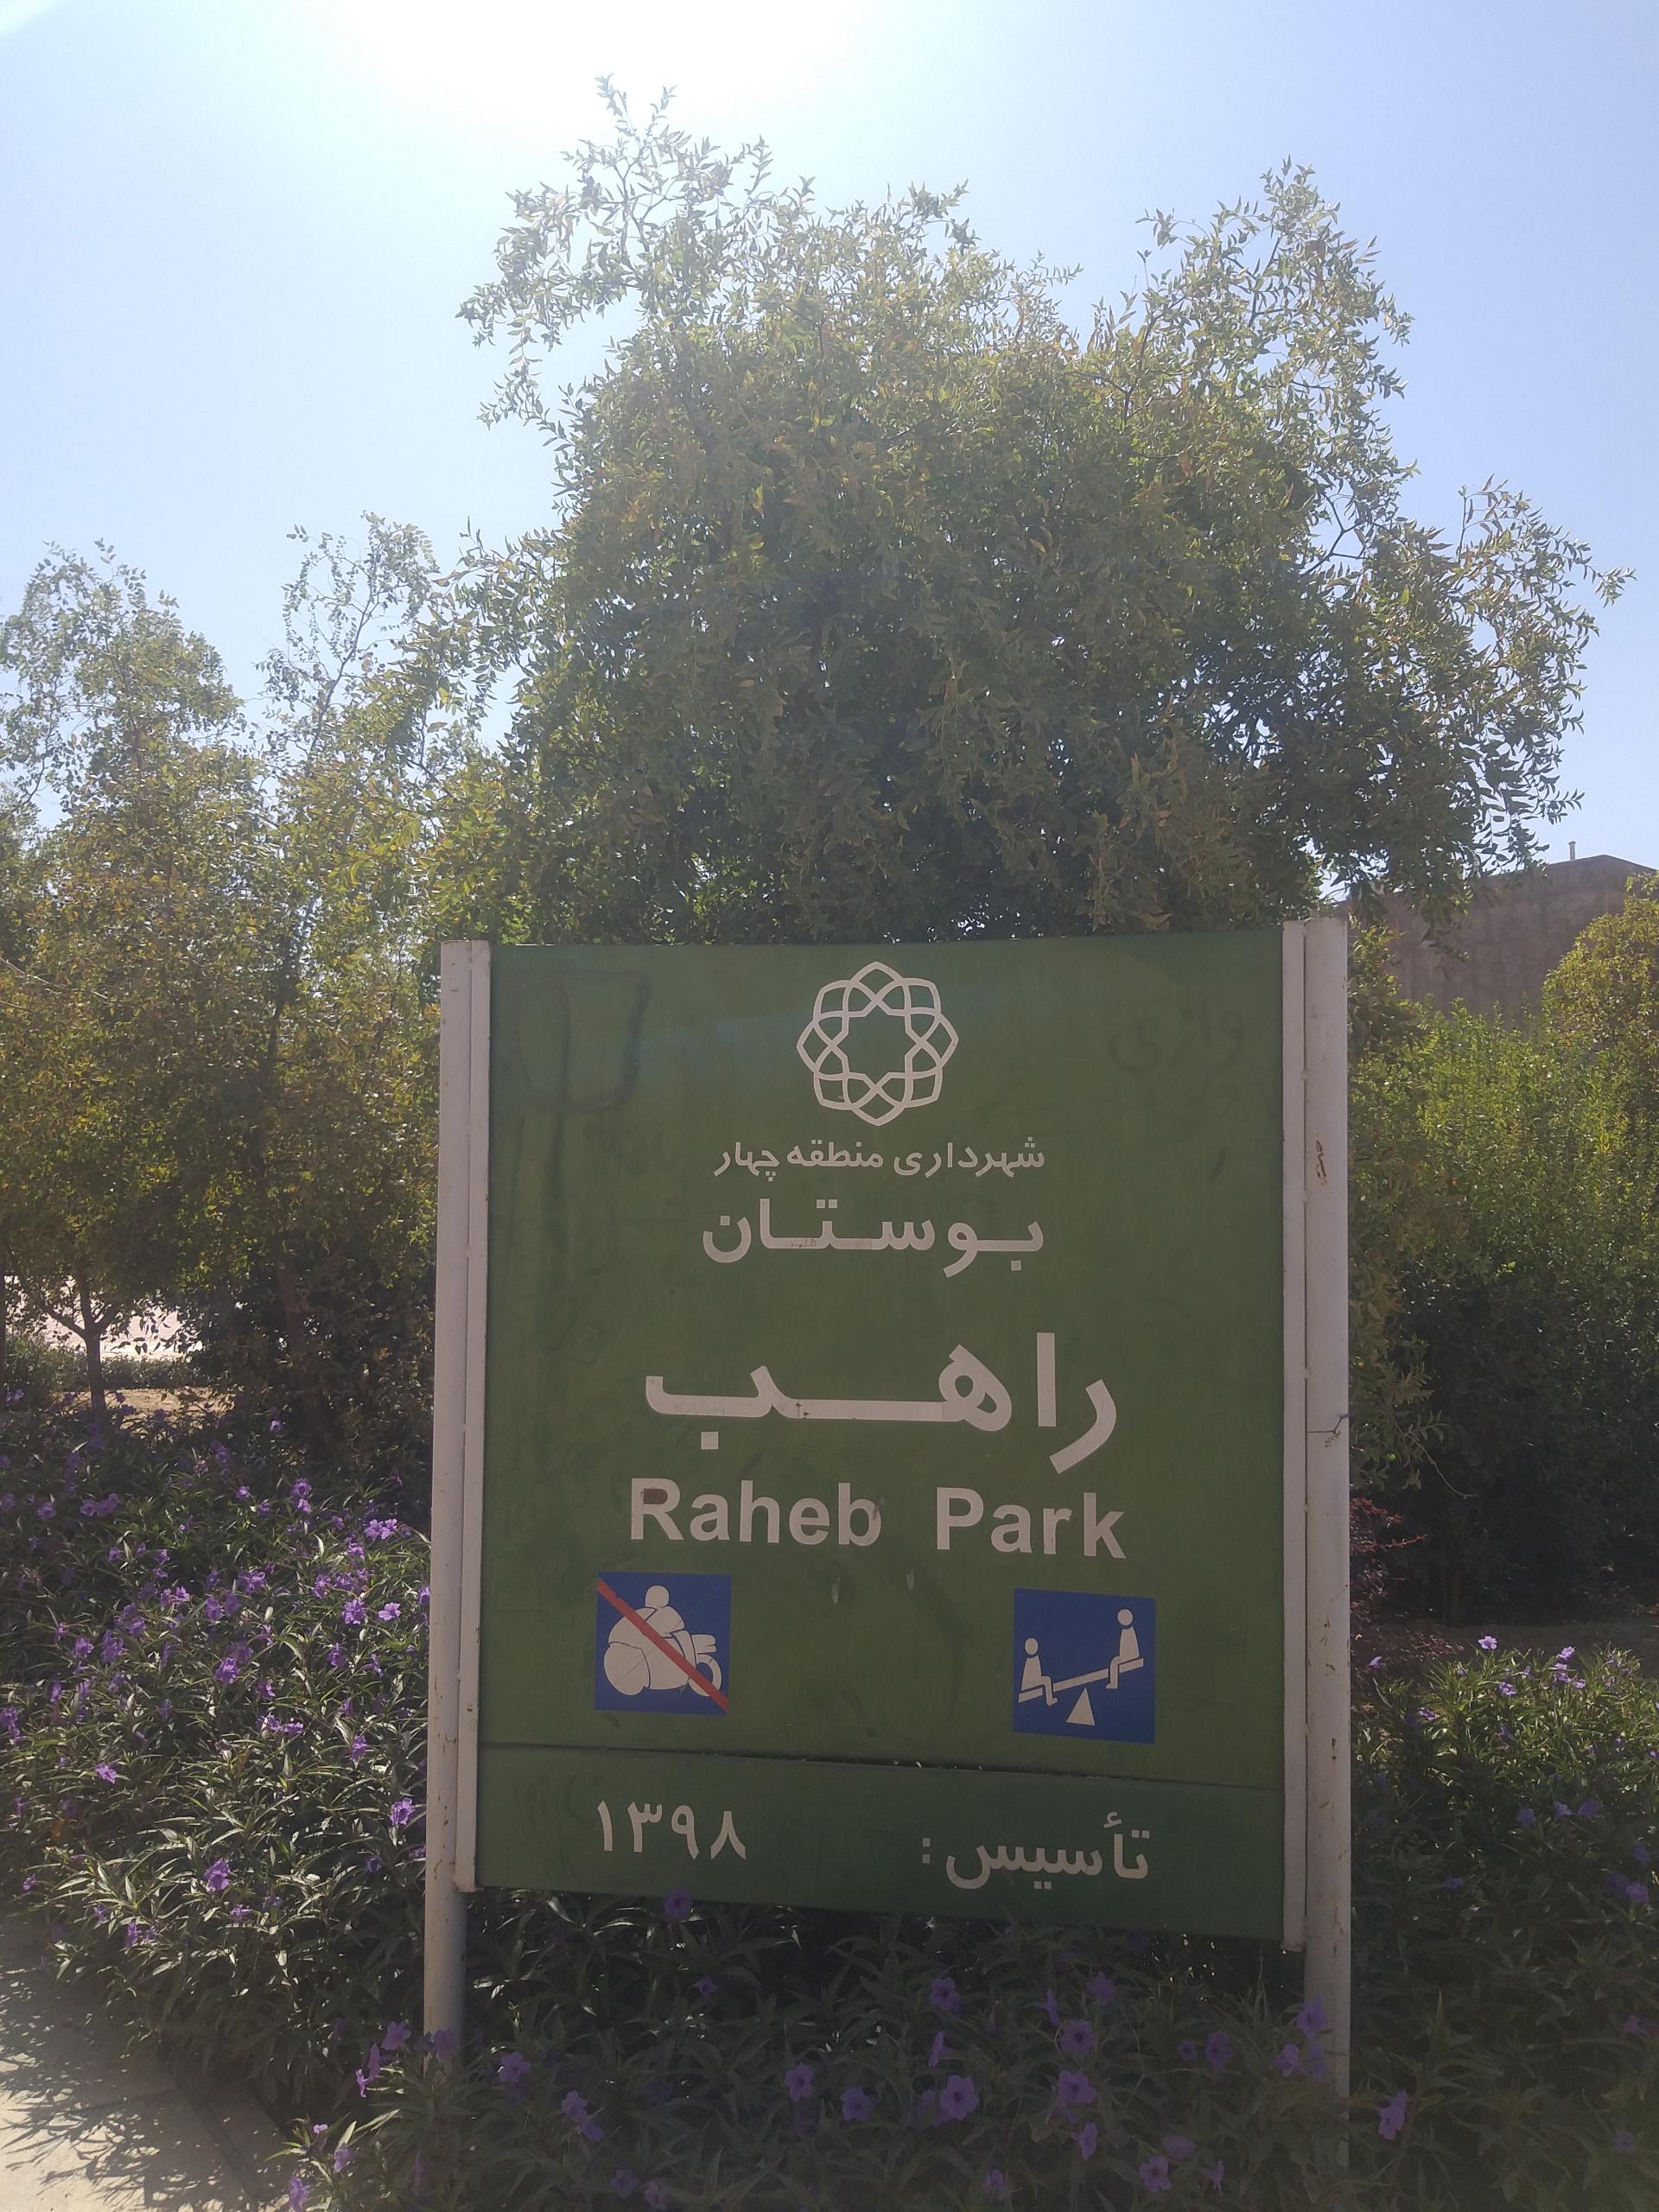 شهرداری منطقه چهار
بوستان
راهب
Raheb Park
تأسیس: ۱۳۹۸